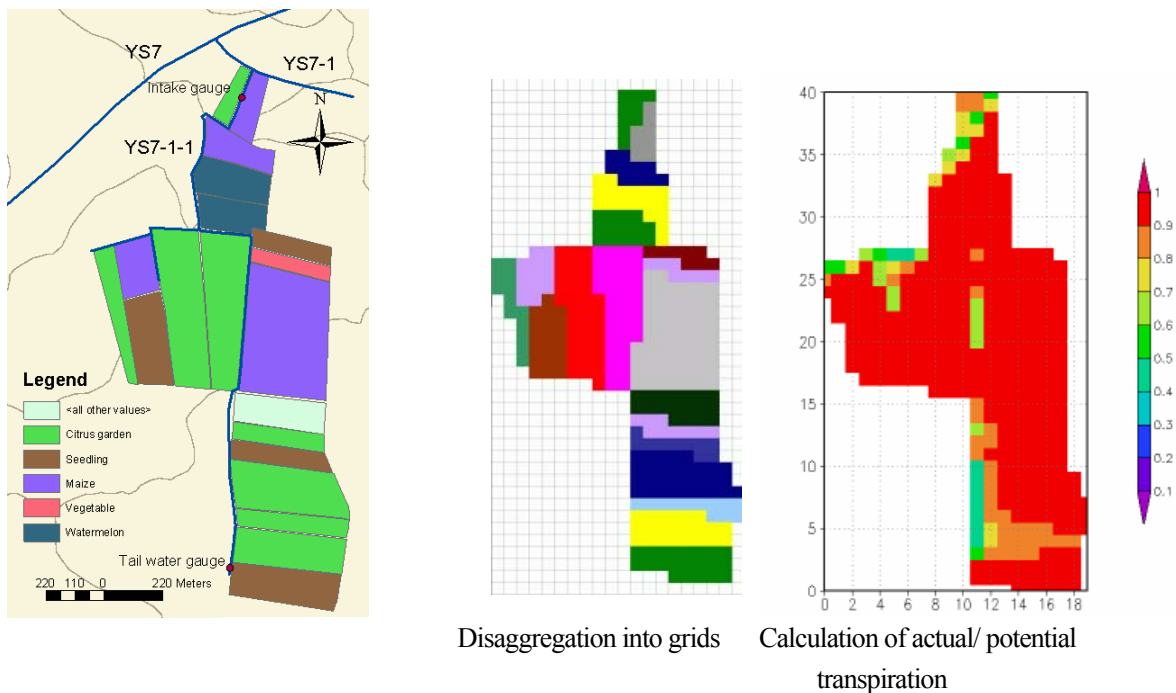 YS7
YS7-1
Intake gauge
N
YS7-1-1
Legend
<all other values>
Citrus garden
Seedling
Maize
Vegetable
Watermelon
Tail water gauge
220 110 0 220 Meters
40
35
30
25
20
15
10
5
0
0 2 4 6 8 10 12 14 16 18
1
0.9
0.8
0.7
0.6
0.5
0.4
0.3
0.2
0.1
Disaggregation into grids
Calculation of actual/ potential
transpiration